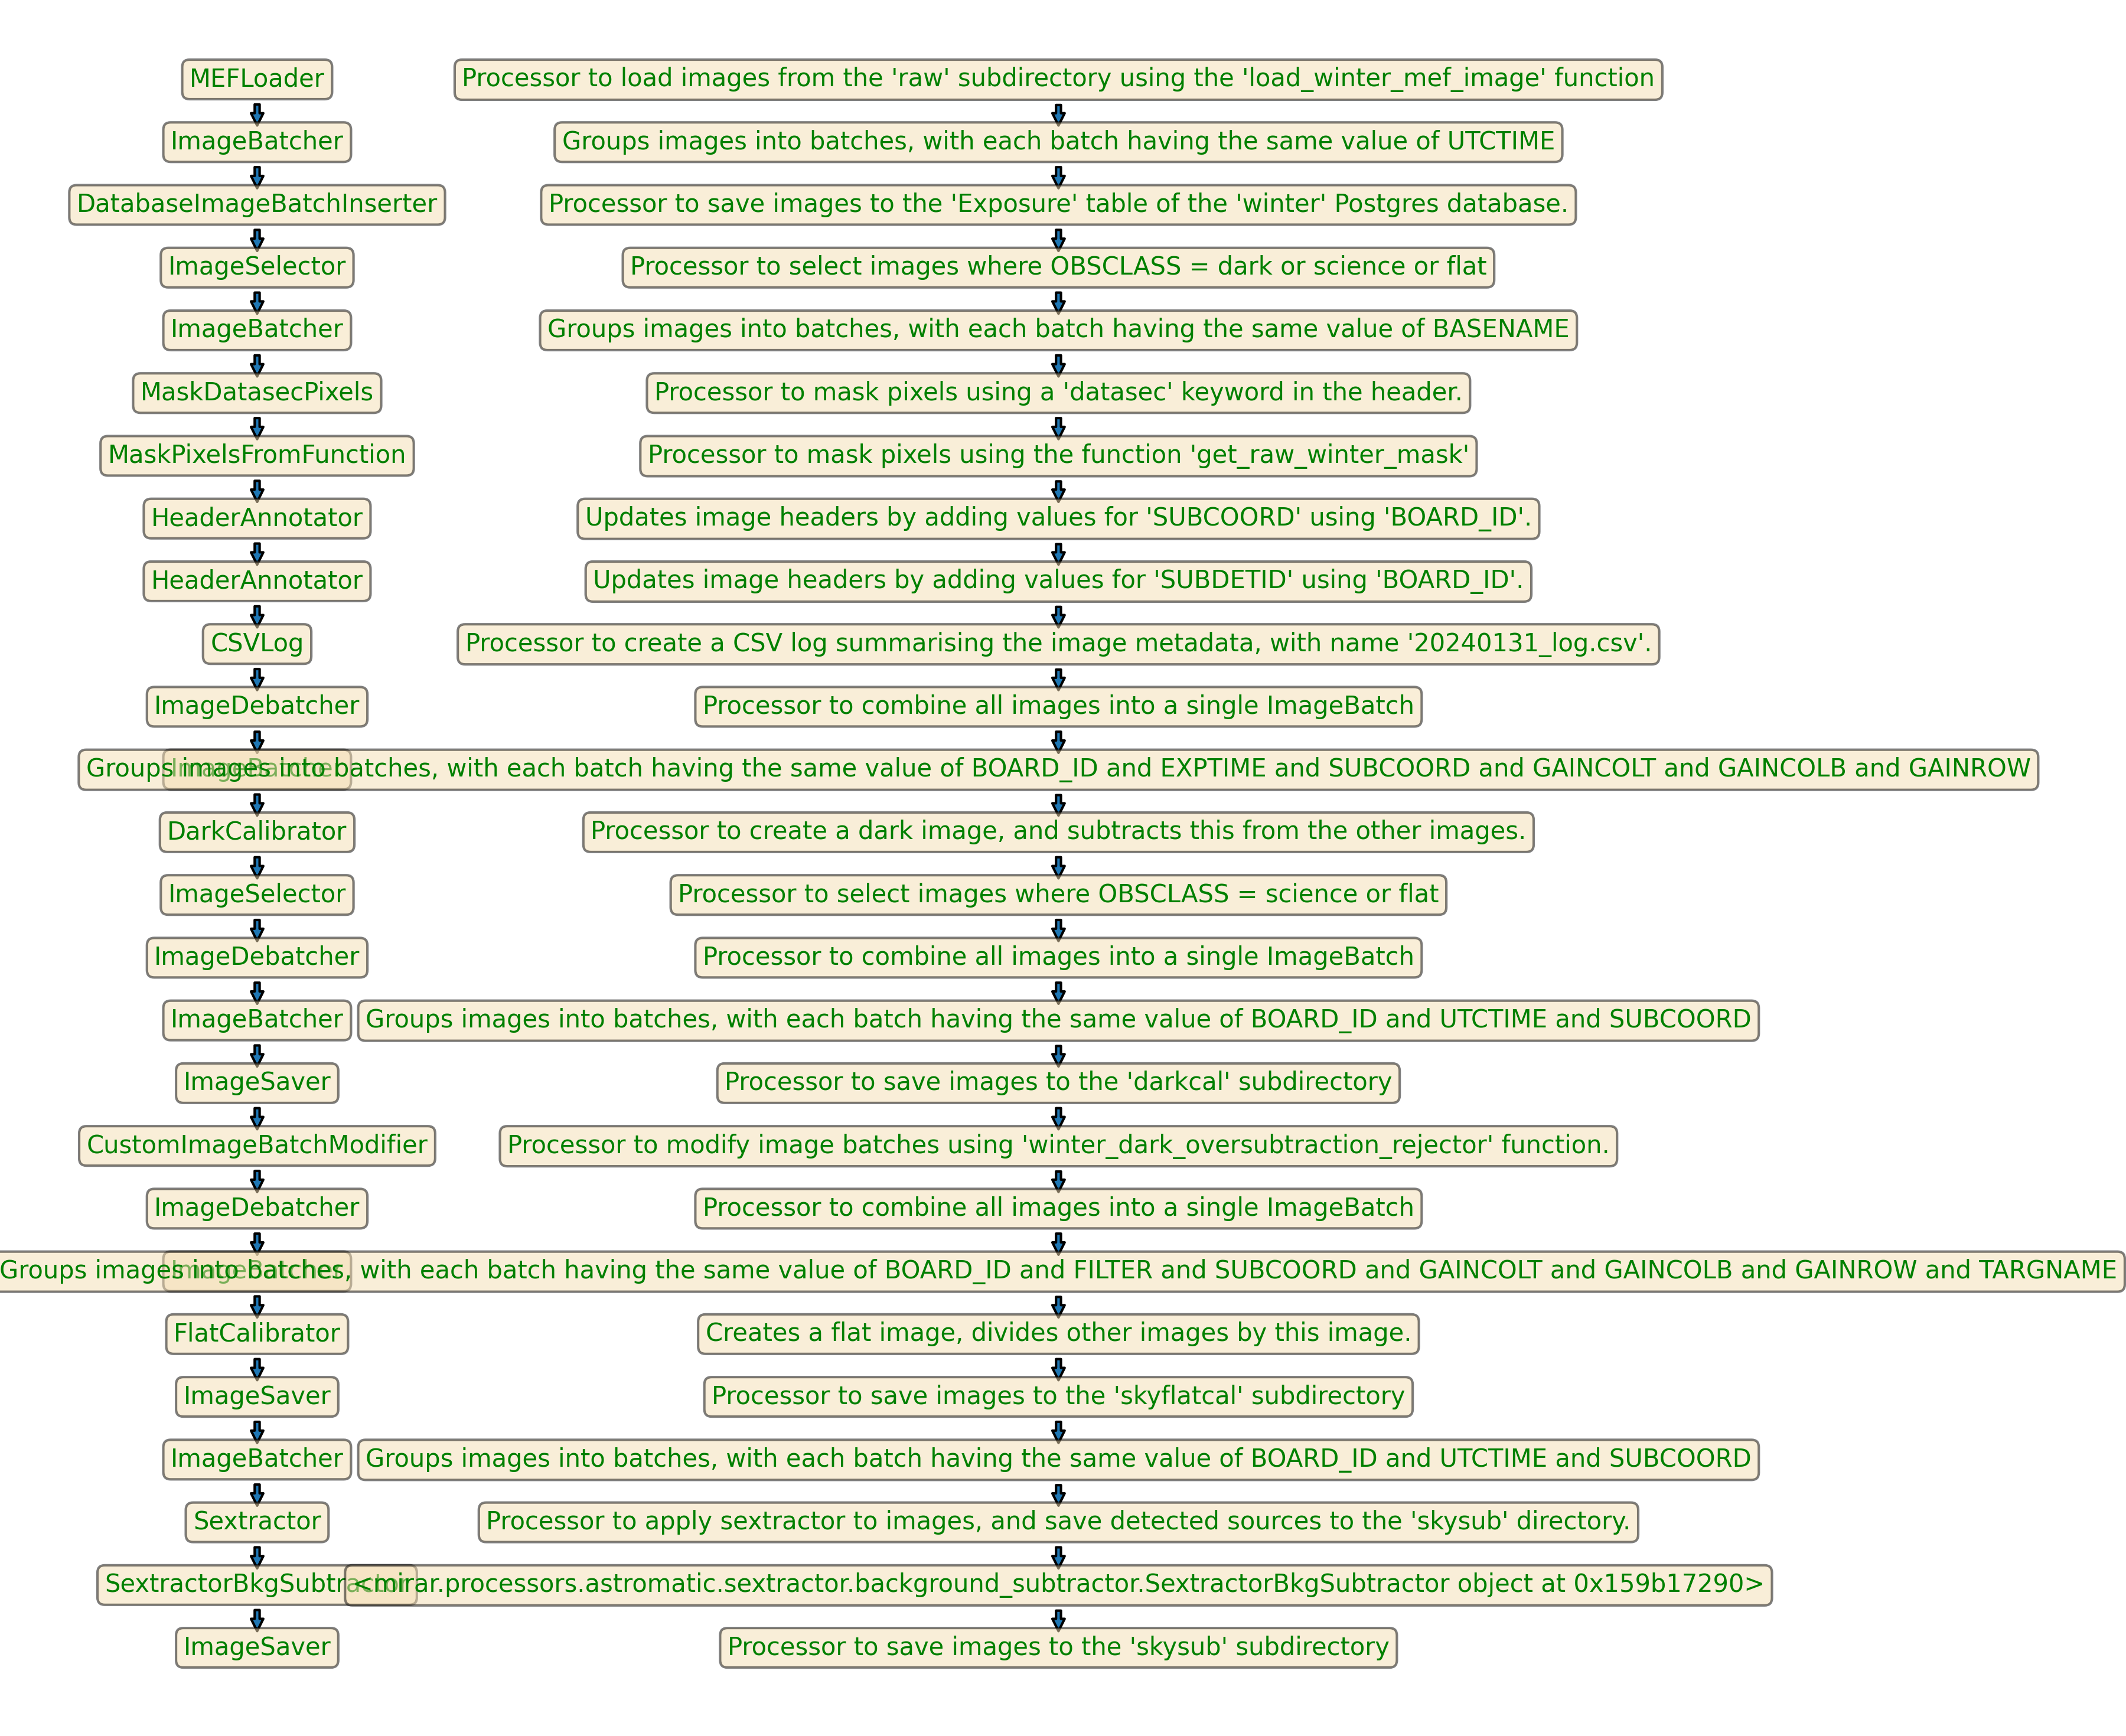 MEFLoader Processor to load images from the 'raw' subdirectory using the 'load_winter_mef_image' function
ImageBatcher Groups images into batches, with each batch having the same value of UTCTIME
DatabaseImageBatchInserter Processor to save images to the 'Exposure' table of the 'winter' Postgres database.
ImageSelector Processor to select images where OBSCLASS = dark or science or flat
ImageBatcher Groups images into batches, with each batch having the same value of BASENAME
MaskDatasecPixels Processor to mask pixels using a 'datasec' keyword in the header.
MaskPixelsFromFunction Processor to mask pixels using the function 'get_raw_winter_mask'
HeaderAnnotator Updates image headers by adding values for 'SUBCOORD' using 'BOARD_ID'.
HeaderAnnotator Updates image headers by adding values for 'SUBDETID' using 'BOARD_ID'.
CSVLog Processor to create a CSV log summarising the image metadata, with name '20240131_log.csv'.
ImageDebatcher Processor to combine all images into a single ImageBatch
ImageBatcher Groups images into batches, with each batch having the same value of BOARD_ID and EXPTIME and SUBCOORD and GAINCOLT and GAINCOLB and GAINROW
DarkCalibrator Processor to create a dark image, and subtracts this from the other images.
ImageSelector Processor to select images where OBSCLASS = science or flat
ImageDebatcher Processor to combine all images into a single ImageBatch
ImageBatcher Groups images into batches, with each batch having the same value of BOARD_ID and UTCTIME and SUBCOORD
ImageSaver Processor to save images to the 'darkcal' subdirectory
CustomImageBatchModifier Processor to modify image batches using 'winter_dark_oversubtraction_rejector' function.
ImageDebatcher Processor to combine all images into a single ImageBatch
ImageBatcher Groups images into batches, with each batch having the same value of BOARD_ID and FILTER and SUBCOORD and GAINCOLT and GAINCOLB and GAINROW and TARGNAME
FlatCalibrator Creates a flat image, divides other images by this image.
ImageSaver Processor to save images to the 'skyflatcal' subdirectory
ImageBatcher Groups images into batches, with each batch having the same value of BOARD_ID and UTCTIME and SUBCOORD
Sextractor Processor to apply sextractor to images, and save detected sources to the 'skysub' directory.
SextractorBkgSubtractor <mirar.processors.astromatic.sextractor.background_subtractor.SextractorBkgSubtractor object at 0x159b17290>
ImageSaver Processor to save images to the 'skysub' subdirectory